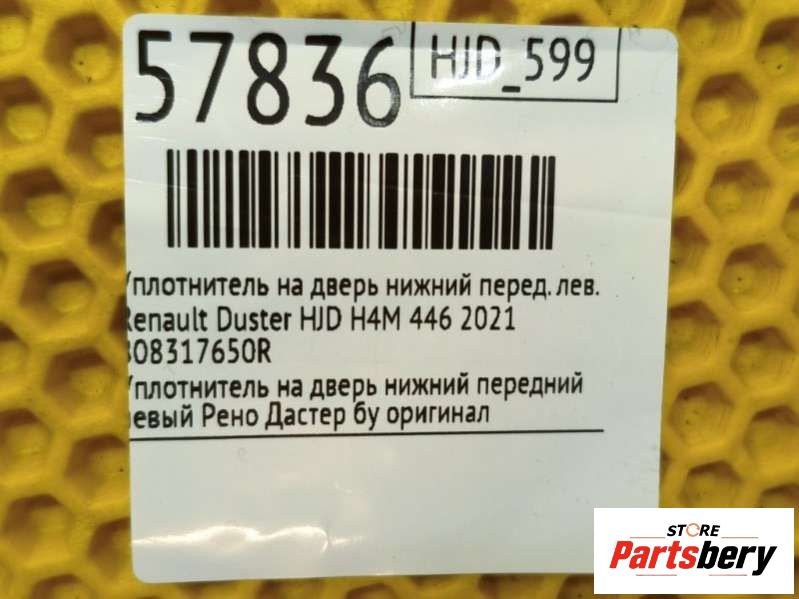 57836
HJD_599
Уплотнитель на дверь нижний перед. лев.
Renault Duster HJD H4M 446 2021
808317650R
Уплотнитель на дверь нижний передний
левый Рено Дастер бу оригинал
STORE
Partsbery